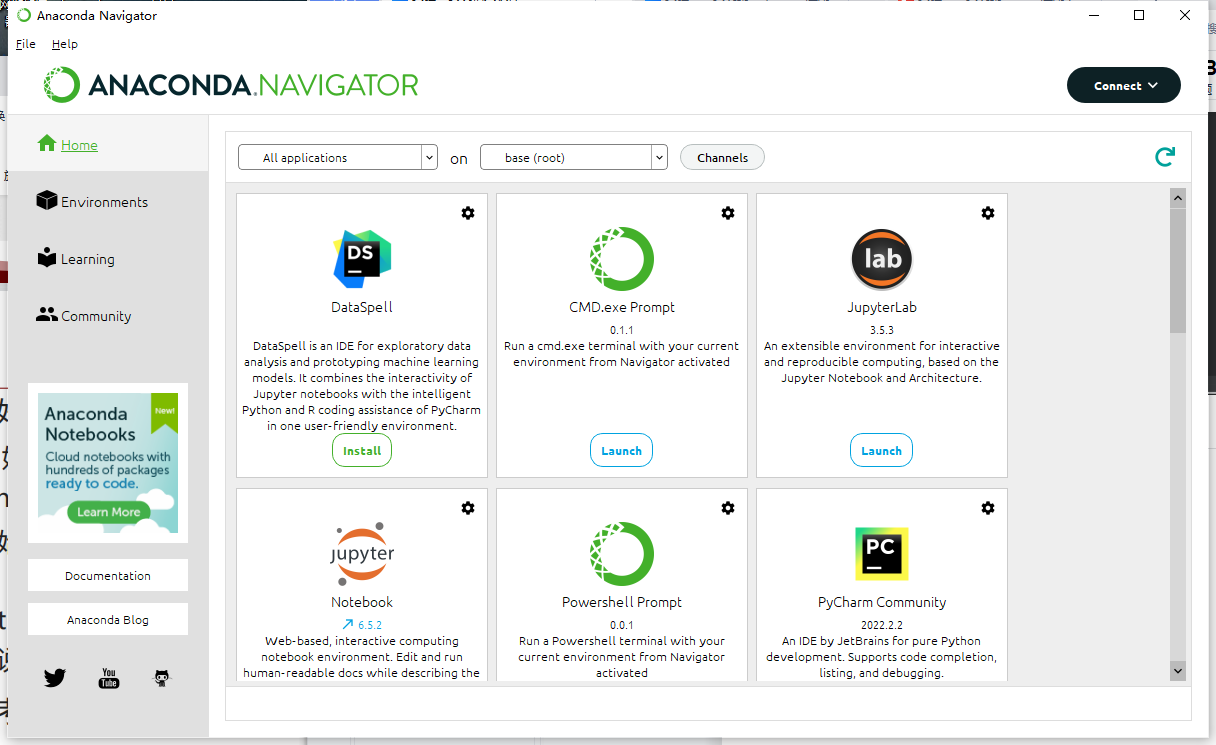 Anaconda Navigator
File Help
ANACONDA.NAVIGATOR
Connect
Home
Environments
Learning
Community
Anaconda
Notebooks
New!
Cloud notebooks with
hundreds of packages
ready to code.
Learn More
Documentation
Anaconda Blog
You
Tube
All applications on base (root) Channels
DS
DataSpell
DataSpell is an IDE for exploratory data
analysis and prototyping machine learning
models. It combines the interactivity of
Jupyter notebooks with the intelligent
Python and R coding assistance of PyCharm
in one user-friendly environment.
Install
CMD.exe Prompt
0.1.1
Run a cmd.exe terminal with your current
environment from Navigator activated
Launch
lab
JupyterLab
3.5.3
An extensible environment for interactive
and reproducible computing, based on the
Jupyter Notebook and Architecture.
Launch
jupyter
Notebook
6.5.2
Web-based, interactive computing
notebook environment. Edit and run
human-readable docs while describing the
Powershell Prompt
0.0.1
Run a Powershell terminal with your
current environment from Navigator
activated
PC
PyCharm Community
2022.2.2
An IDE by JetBrains for pure Python
development. Supports code completion,
listing, and debugging.